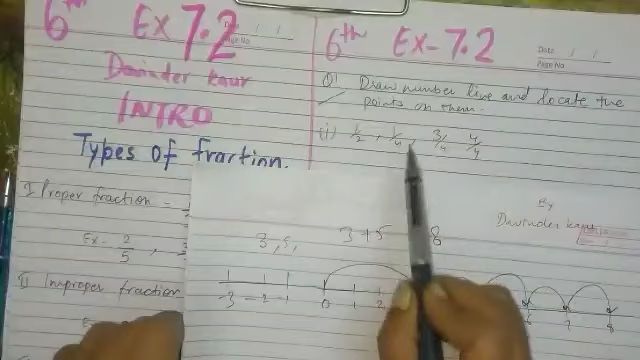 6th Ex 7.2
Davinder Kaur
INTRO
Types of fraction.
I Proper fraction =
Ex- 2/5 ,
II Improper fraction
6th Ex-7.2
Date / /
Page No
Q1 Draw number line and locate the
points on them.
(i) 1/2 , 1/4 , 3/4 4/4
By
Davinder Kaur
3, 5, 3+5 8
-3 -2 -1 0 1 2 6 7 8